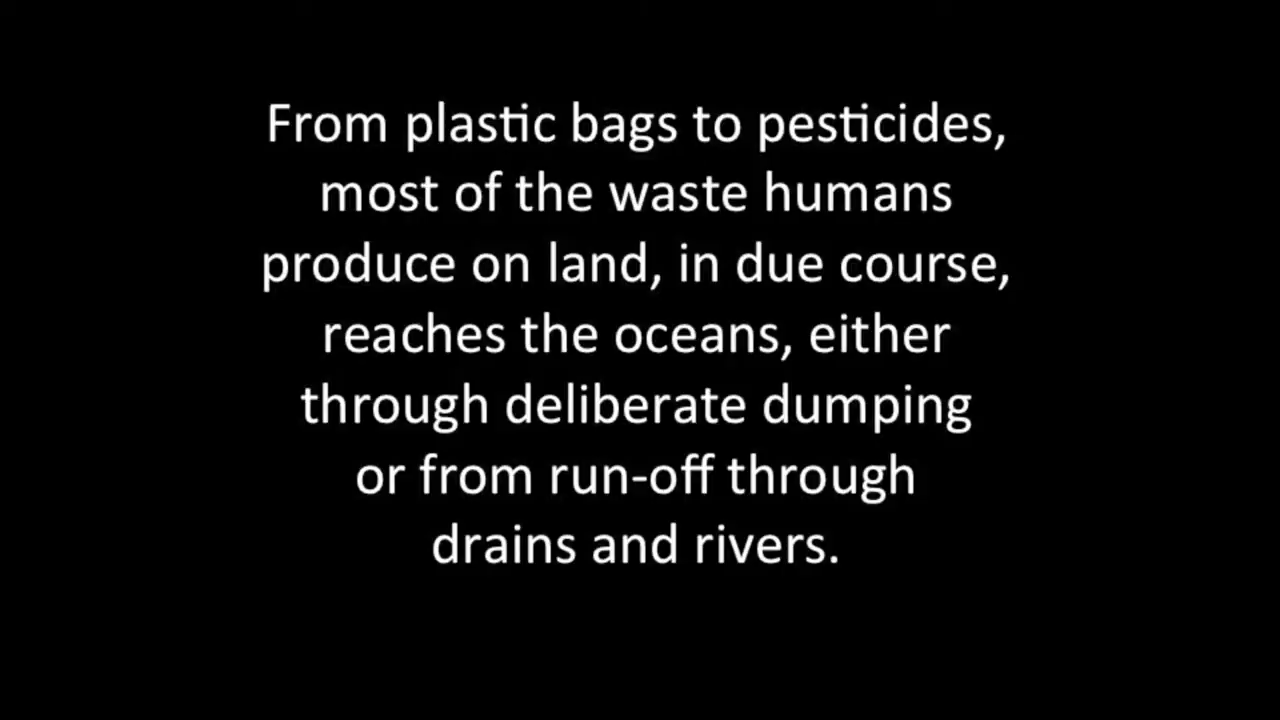 From plastic bags to pesticides,
most of the waste humans
produce on land, in due course,
reaches the oceans, either
through deliberate dumping
or from run-off through
drains and rivers.